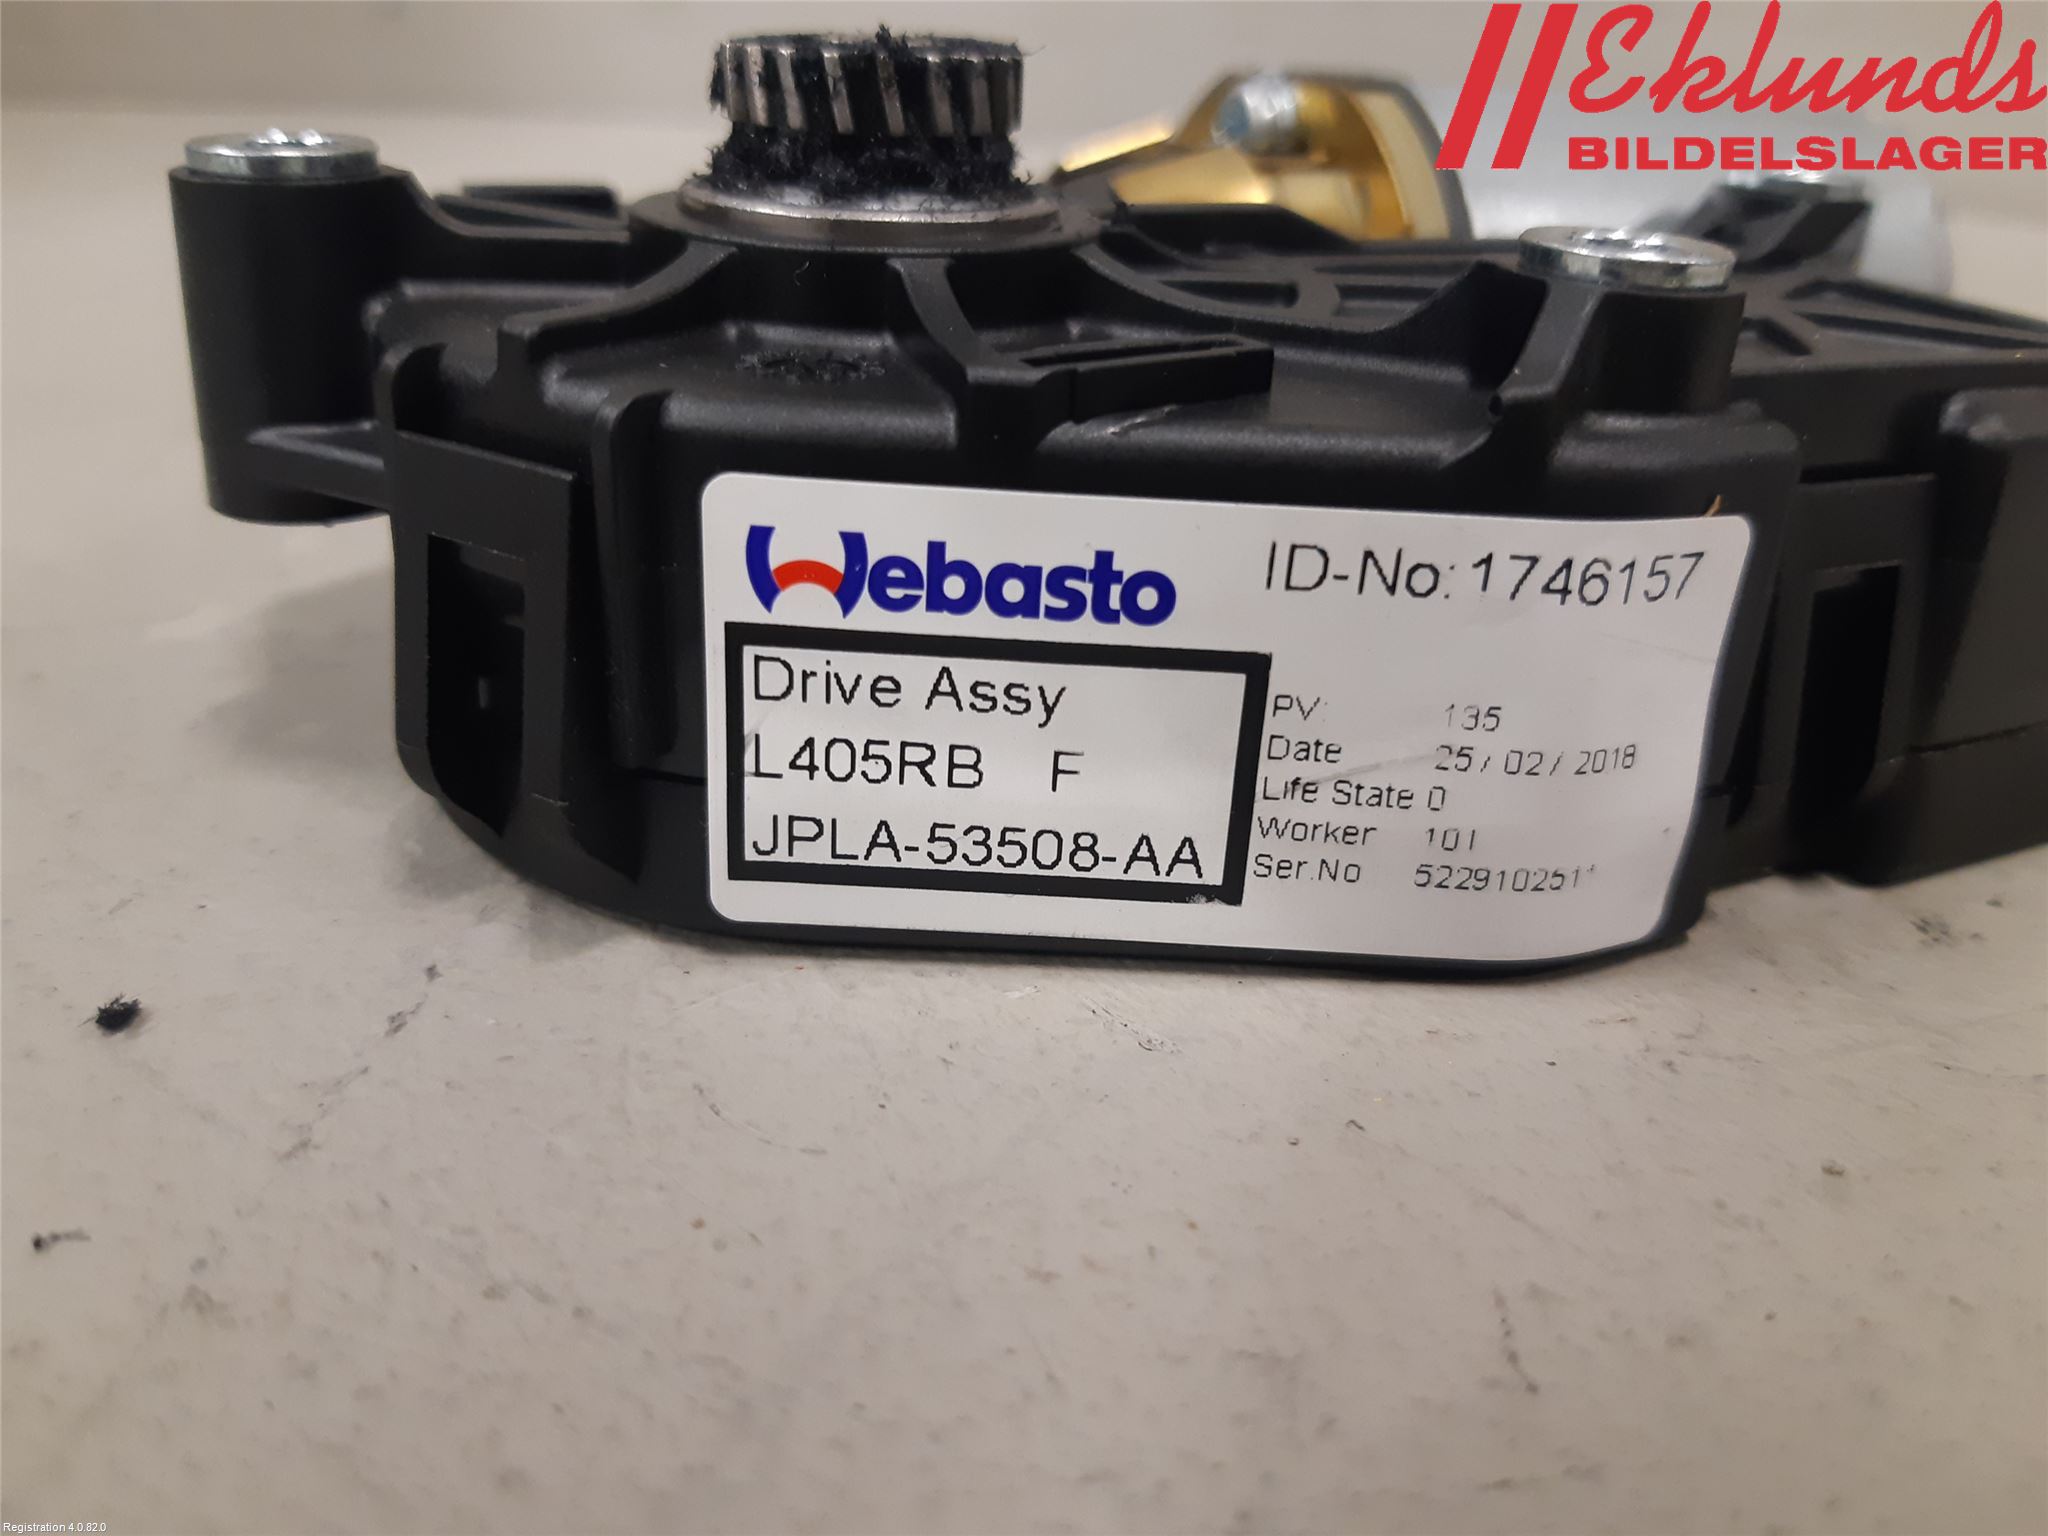 Eklunds
BILDELSLAGER
Webasto
ID-No: 1746157
Drive Assy
L405RB F
JPLA-53508-AA
PV: 135
Date 25/02/2018
Life State 0
Worker 101
Ser.No
Registration 4.0.82.0